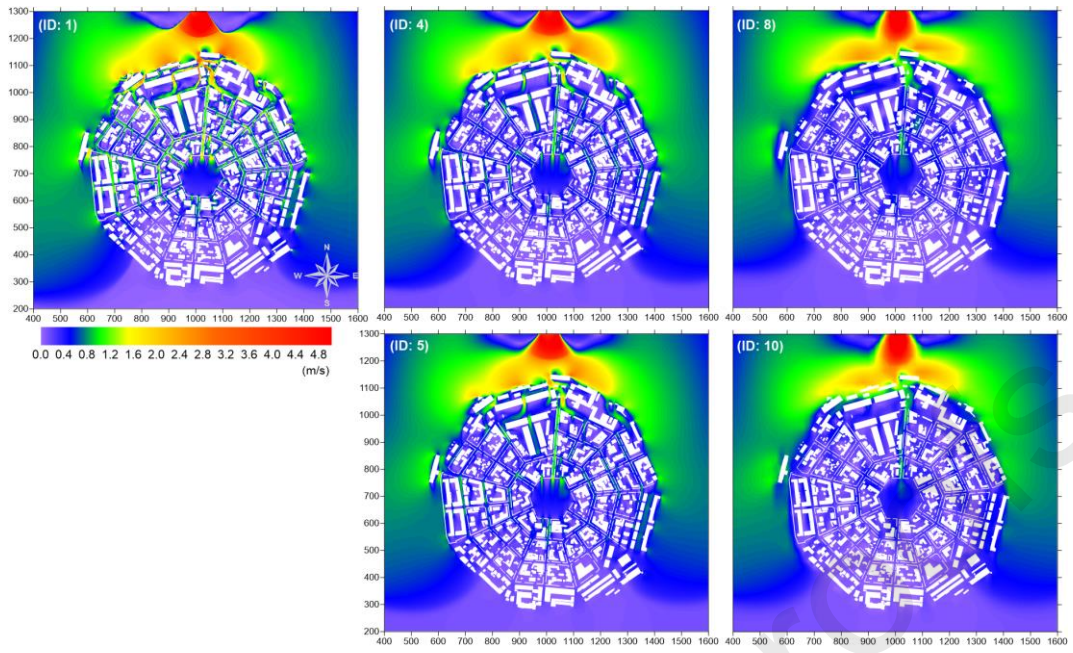 1300 1200 1100 1000 900 800 700 600 500 400 300 200
(ID: 1)
N
W E
S
400 500 600 700 800 900 1000 1100 1200 1300 1400 1500 1600
(ID: 4)
400 500 600 700 800 900 1000 1100 1200 1300 1400 1500 1600
(ID: 8)
400 500 600 700 800 900 1000 1100 1200 1300 1400 1500 1600
0.0 0.4 0.8 1.2 1.6 2.0 2.4 2.8 3.2 3.6 4.0 4.4 4.8
(m/s)
1300 1200 1100 1000 900 800 700 600 500 400 300 200
(ID: 5)
400 500 600 700 800 900 1000 1100 1200 1300 1400 1500 1600
(ID: 10)
400 500 600 700 800 900 1000 1100 1200 1300 1400 1500 1600